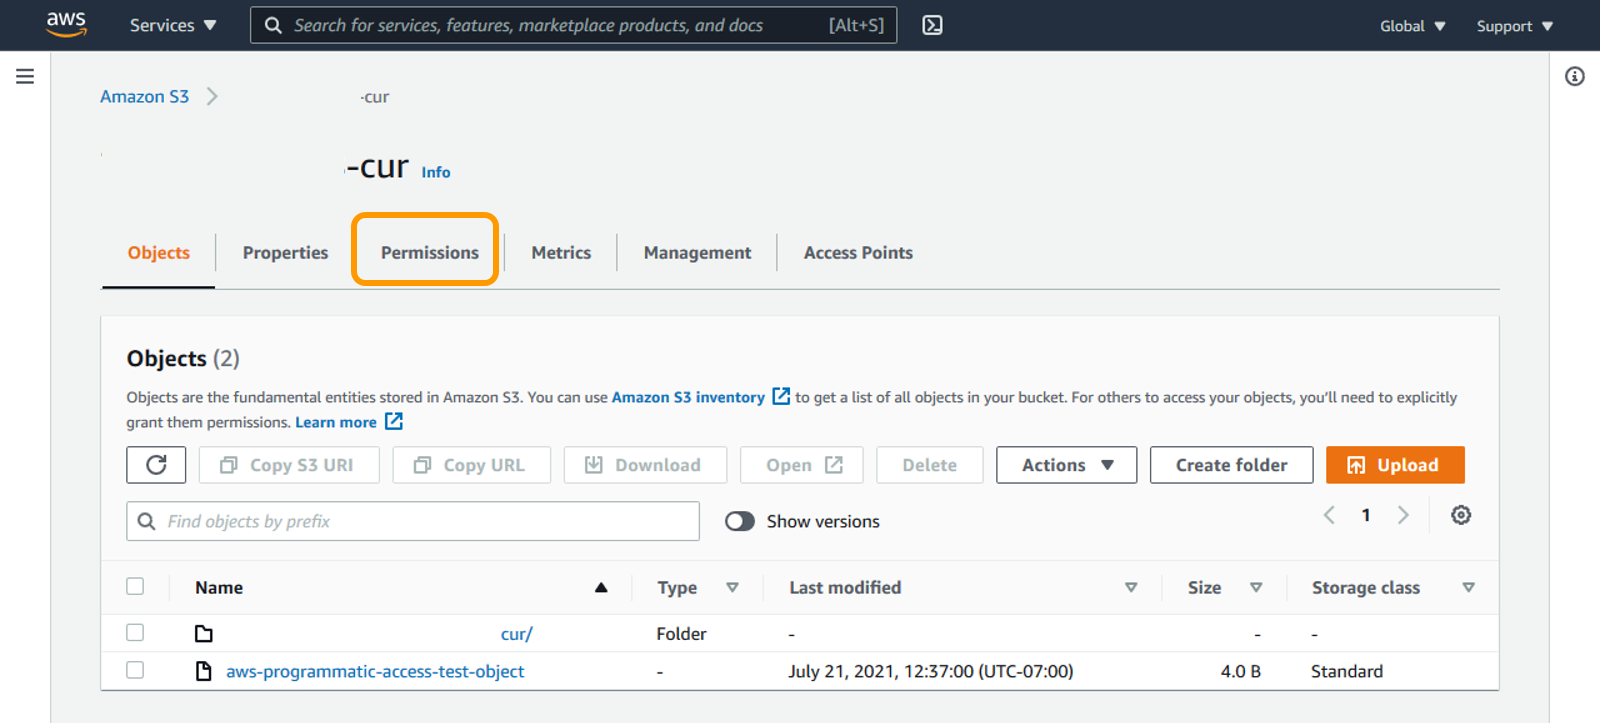 aws Services Search for services, features, marketplace products, and docs [Alt+S] Global Support
Amazon S3 -cur
-cur Info
Objects Properties Permissions Metrics Management Access Points
Objects (2)
Objects are the fundamental entities stored in Amazon S3. You can use Amazon S3 inventory to get a list of all objects in your bucket. For others to access your objects, you'll need to explicitly
grant them permissions. Learn more
Copy S3 URI Copy URL Download Open Delete Actions Create folder Upload
Find objects by prefix Show versions 1
Name Type Last modified Size Storage class
cur/ Folder - - -
aws-programmatic-access-test-object - July 21, 2021, 12:37:00 (UTC-07:00) 4.0 B Standard